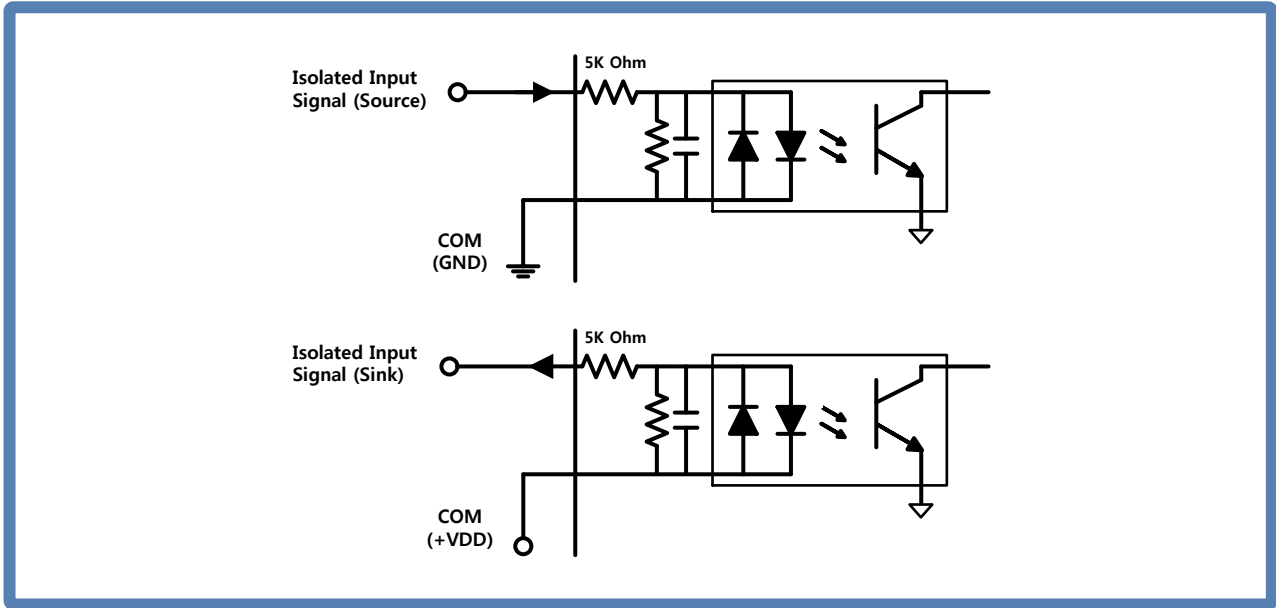 5K Ohm
Isolated Input
Signal (Source)
COM
(GND)
5K Ohm
Isolated Input
Signal (Sink)
COM
(+VDD)